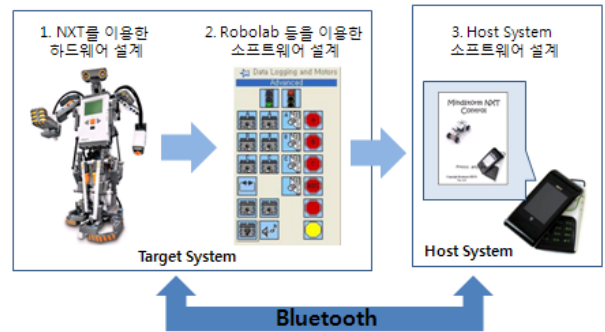 1. NXT를 이용한
하드웨어 설계
2. Robolab 등을 이용한
소프트웨어 설계
3. Host System
소프트웨어 설계
Data Logging and Motors
Advanced
Mindstorm NXT
Control
Target System
Host System
Bluetooth